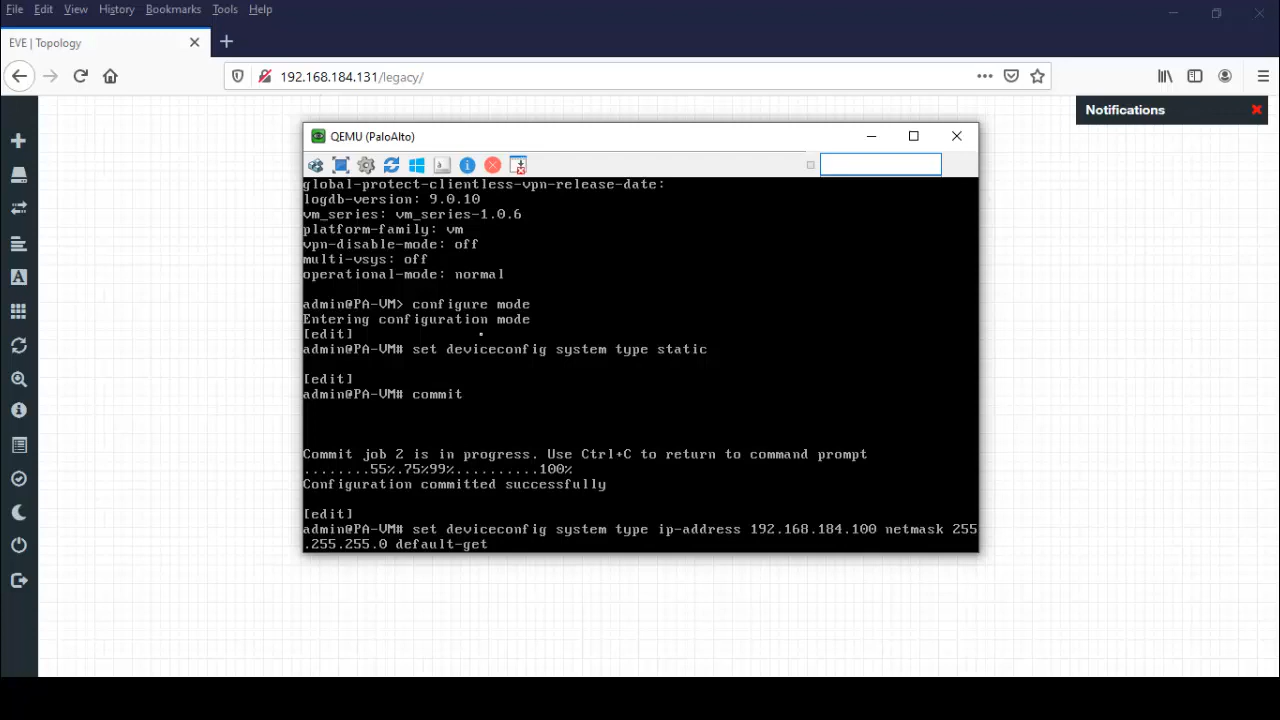 File Edit View History Bookmarks Tools Help
EVE | Topology
192.168.184.131/legacy/
Notifications
QEMU (PaloAlto)
global-protect-clientless-vpn-release-date:
logdb-version: 9.0.10
vm_series: vm_series-1.0.6
platform-family: vm
vpn-disable-mode: off
multi-vsys: off
operational-mode: normal
admin@PA-VM> configure mode
Entering configuration mode
[edit]
admin@PA-VM# set deviceconfig system type static
[edit]
admin@PA-VM# commit
Commit job 2 is in progress. Use Ctrl+C to return to command prompt
........55%.75%99%..........100%
Configuration committed successfully
[edit]
admin@PA-VM# set deviceconfig system type ip-address 192.168.184.100 netmask 255
.255.255.0 default-get